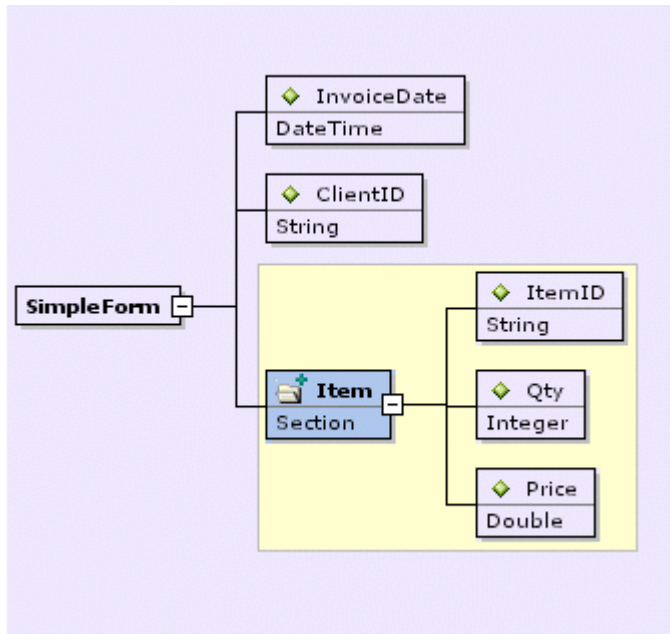 InvoiceDate
DateTime
ClientID
String
SimpleForm
Item
Section
ItemID
String
Qty
Integer
Price
Double